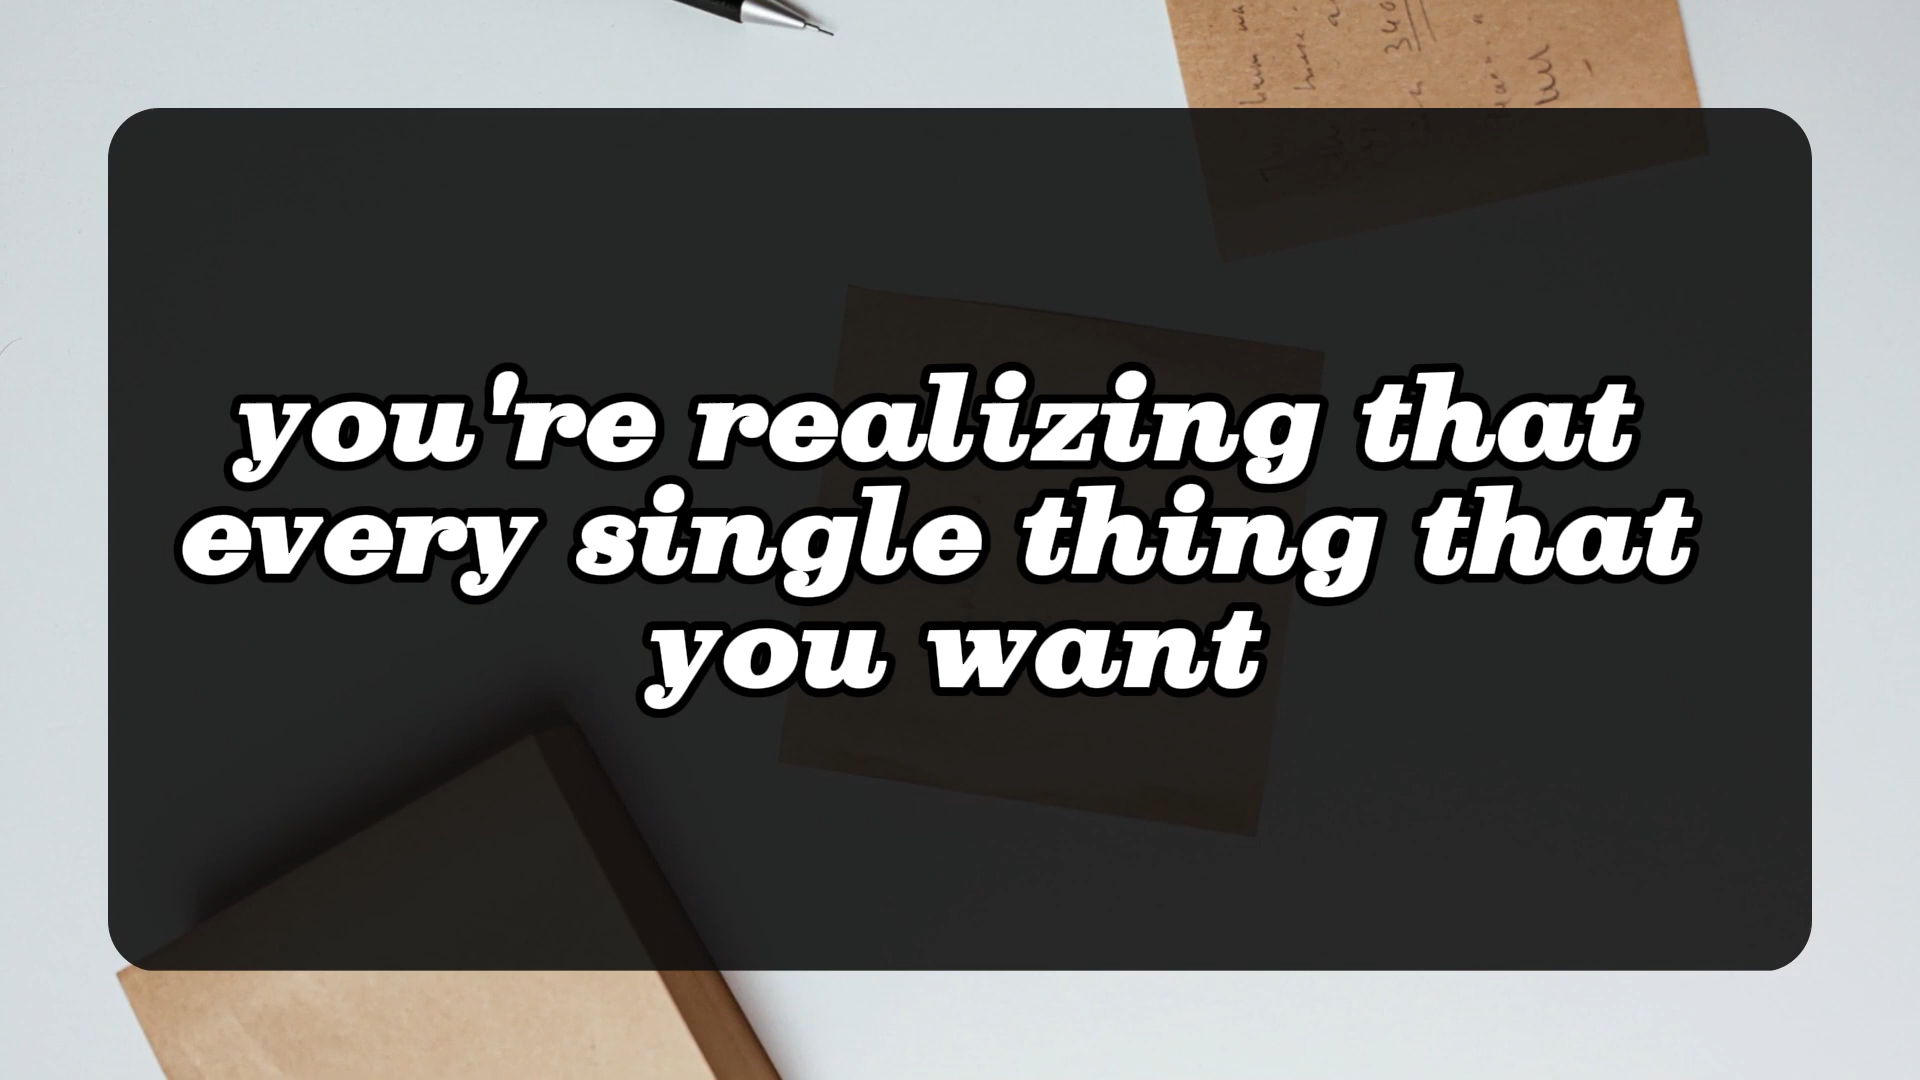 you're realizing that
every single thing that
you want